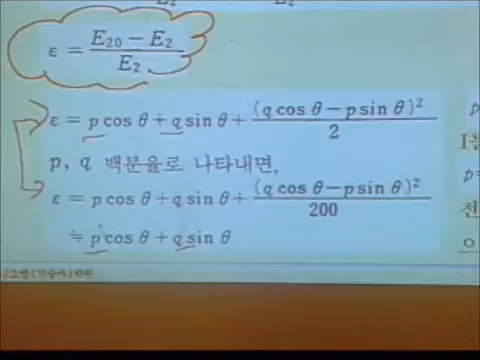 ε = (E₂₀ − E₂) / E₂
ε = p cos θ + q sin θ + (q cos θ − p sin θ)² / 2
p, q 백분율로 나타내면,
ε = p cos θ + q sin θ + (q cos θ − p sin θ)² / 200
≒ p cos θ + q sin θ
p
p=
전